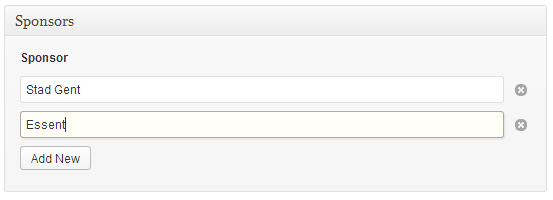 Sponsors
Sponsor
Stad Gent
Essent
Add New